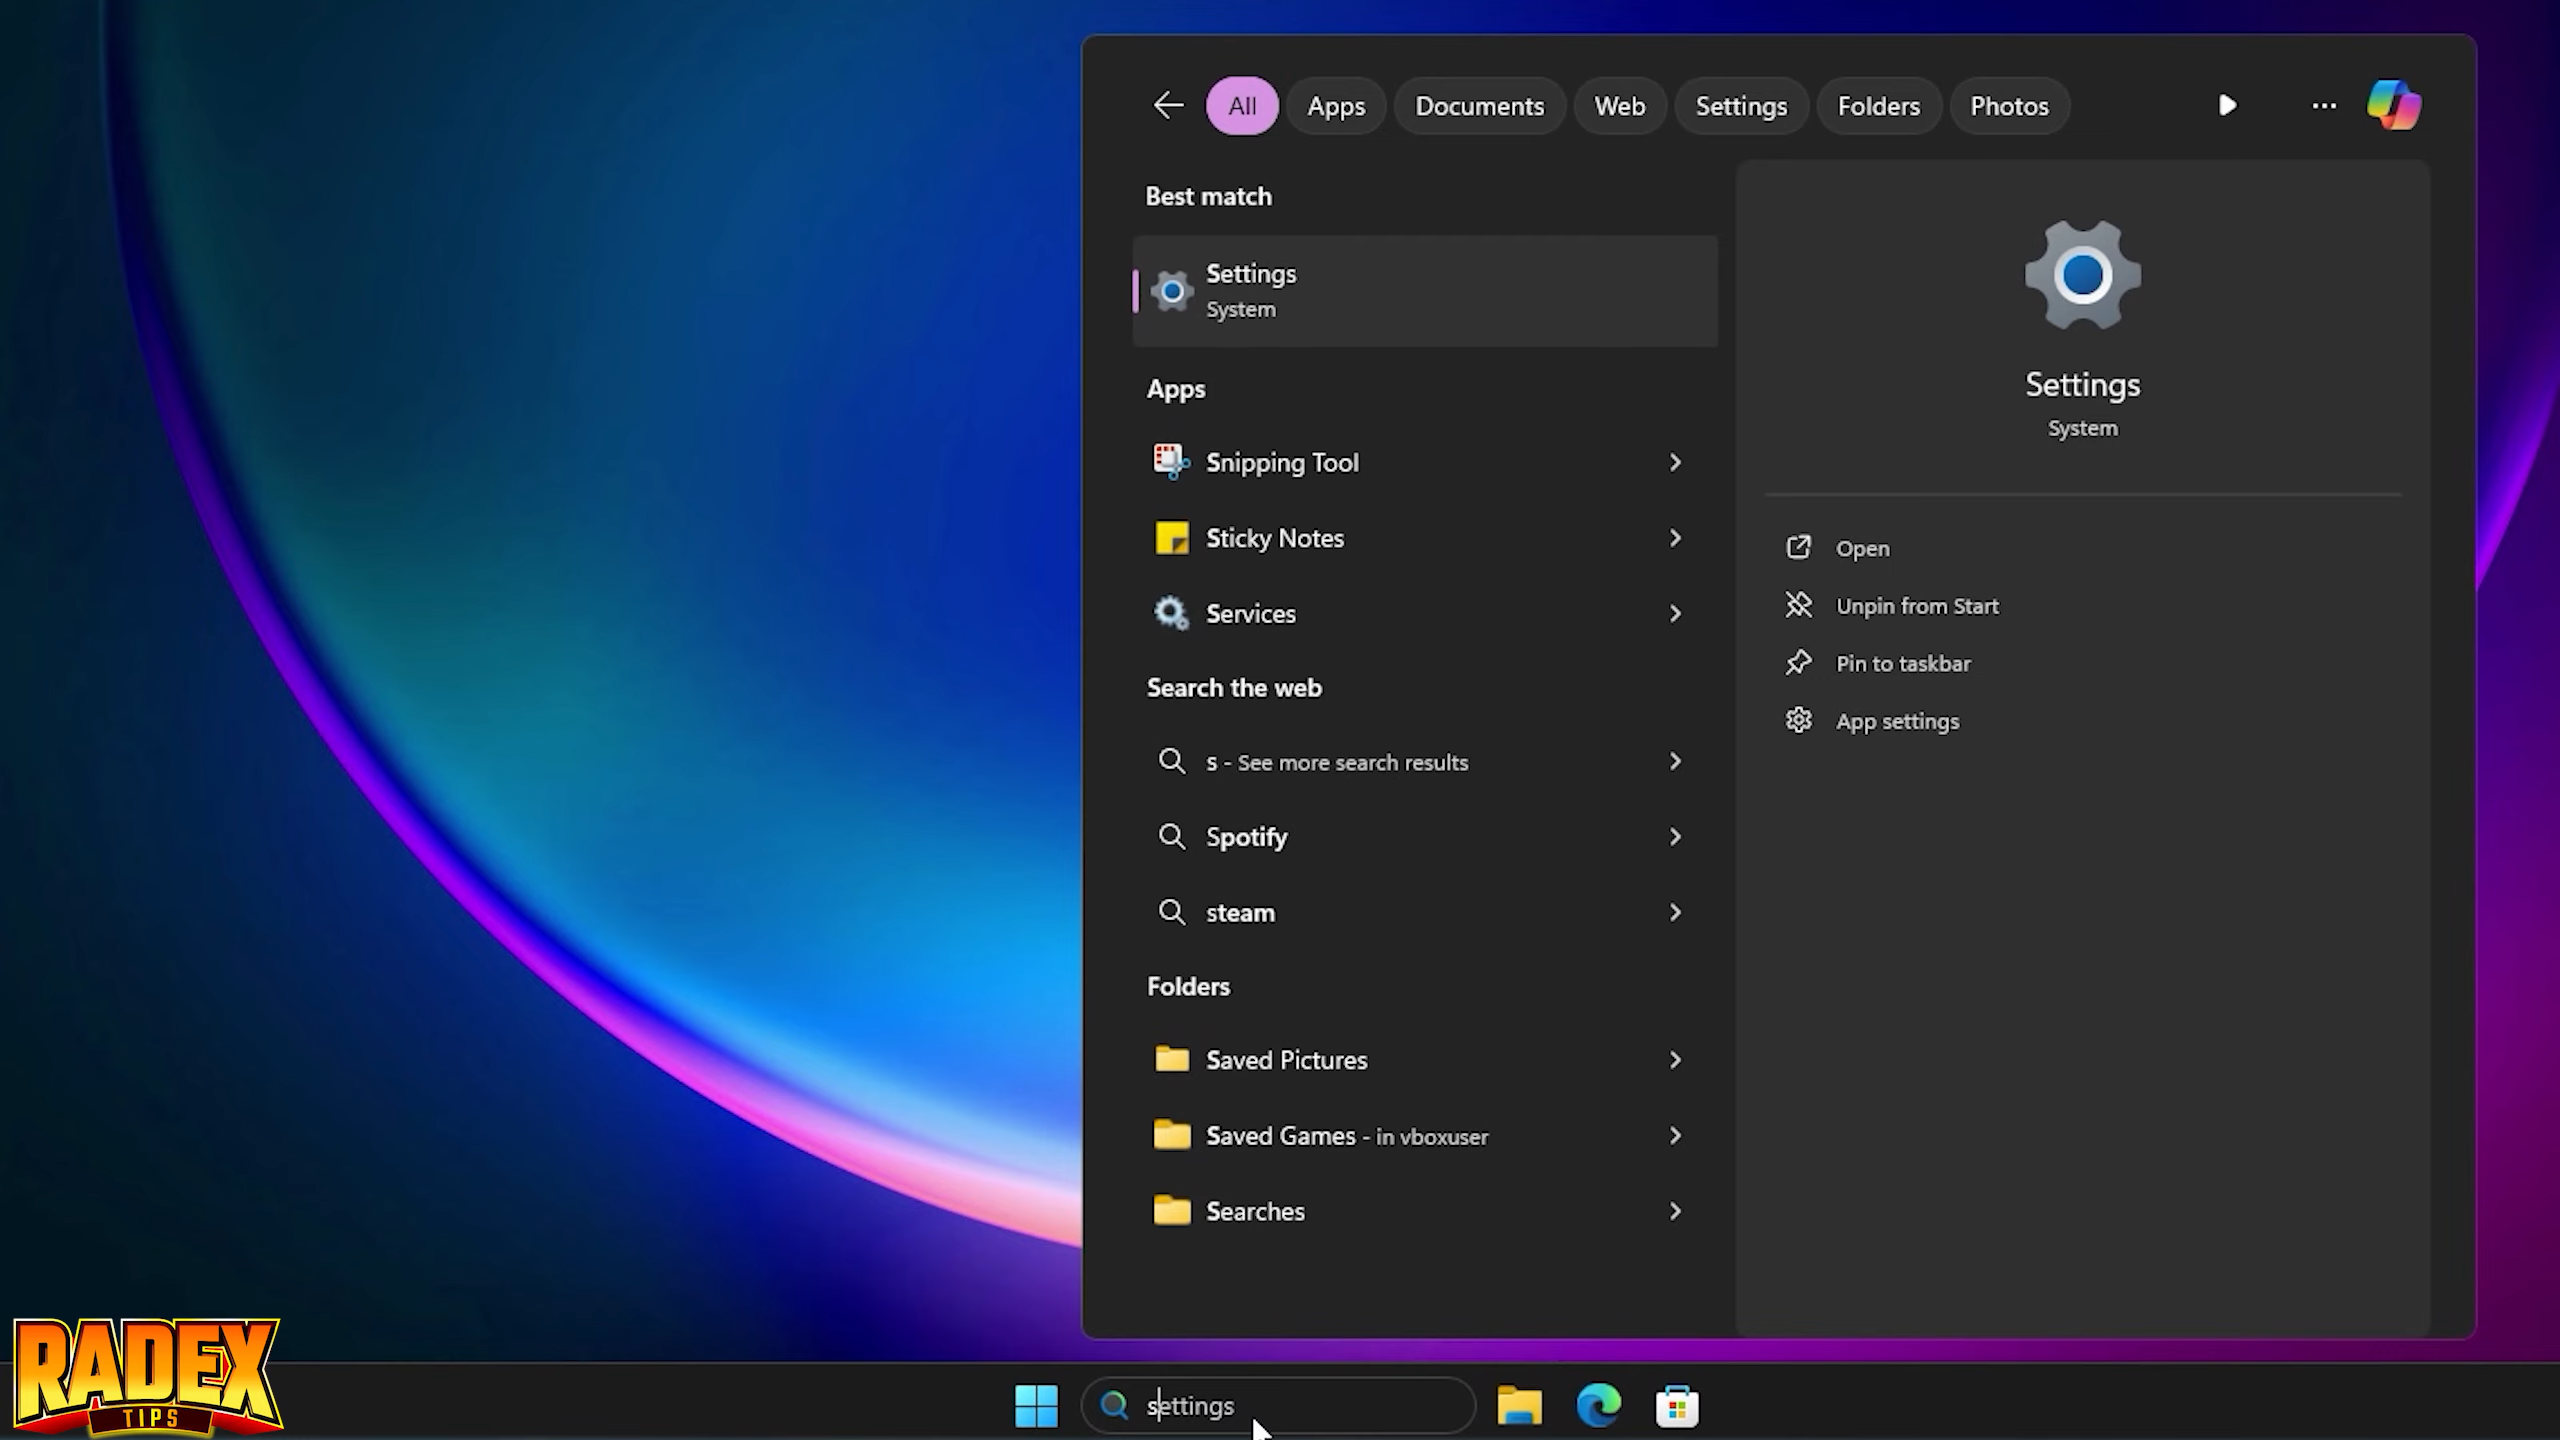 All Apps Documents Web Settings Folders Photos
Best match
Settings
System
Apps
Snipping Tool
Sticky Notes
Services
Search the web
s - See more search results
Spotify
steam
Folders
Saved Pictures
Saved Games - in vboxuser
Searches
Settings
System
Open
Unpin from Start
Pin to taskbar
App settings
RADEX
TIPS
settings